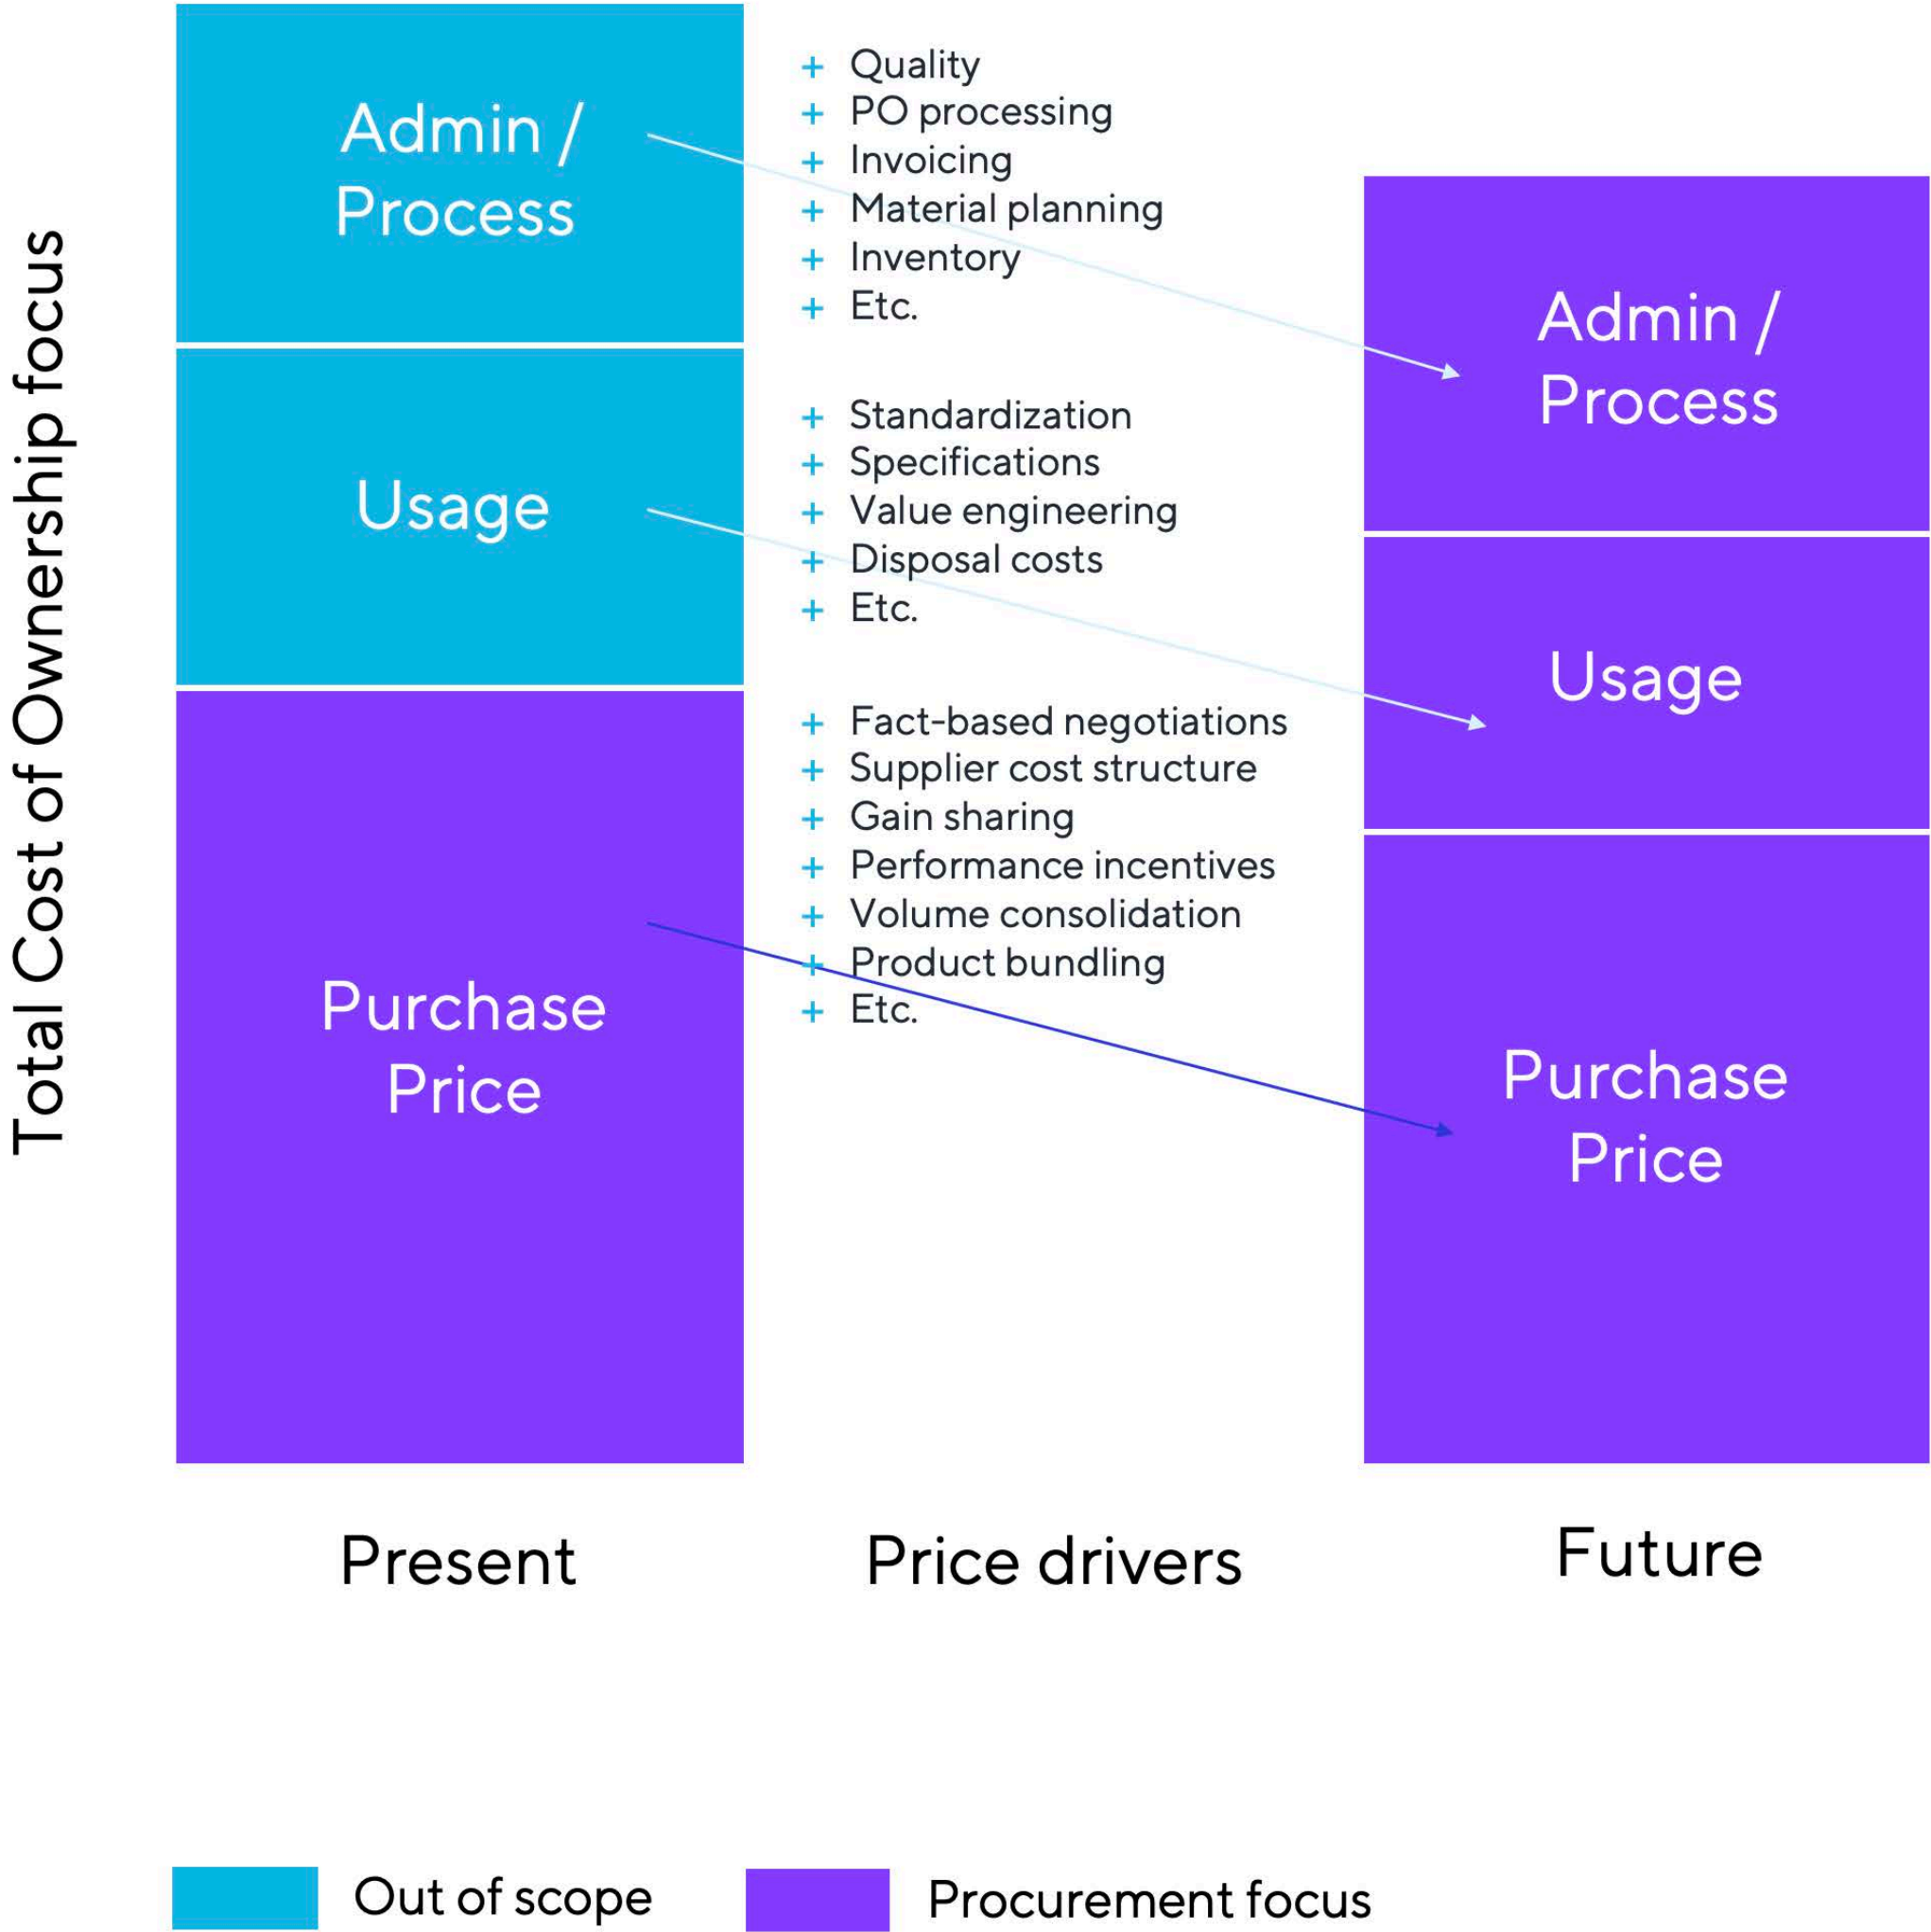 Total Cost of Ownership focus
Admin /
Process
Usage
Purchase
Price
+ Quality
+ PO processing
+ Invoicing
+ Material planning
+ Inventory
+ Etc.
+ Standardization
+ Specifications
+ Value engineering
+ Disposal costs
+ Etc.
+ Fact-based negotiations
+ Supplier cost structure
+ Gain sharing
+ Performance incentives
+ Volume consolidation
+ Product bundling
+ Etc.
Admin /
Process
Usage
Purchase
Price
Present
Price drivers
Future
Out of scope
Procurement focus